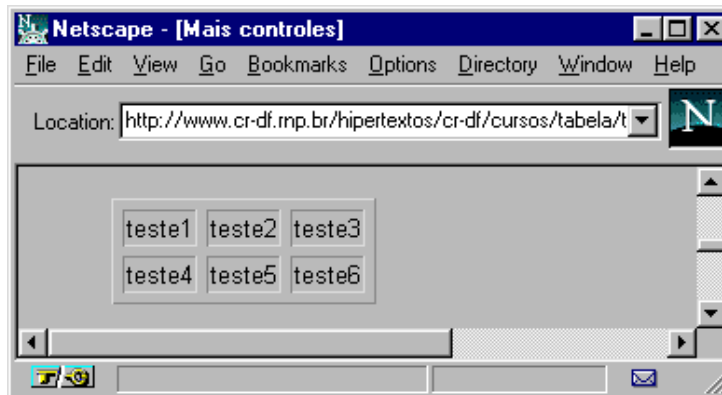 Netscape - [Mais controles]
File Edit View Go Bookmarks Options Directory Window Help
Location: http://www.cr-df.rnp.br/hipertextos/cr-df/cursos/tabela/t
N
teste1 teste2 teste3
teste4 teste5 teste6